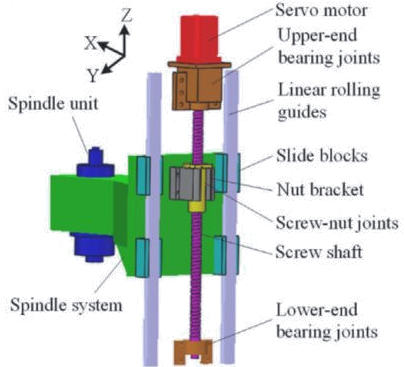 Z
X
Y
Servo motor
Upper-end
bearing joints
Linear rolling
guides
Spindle unit
Slide blocks
Nut bracket
Screw-nut joints
Screw shaft
Spindle system
Lower-end
bearing joints